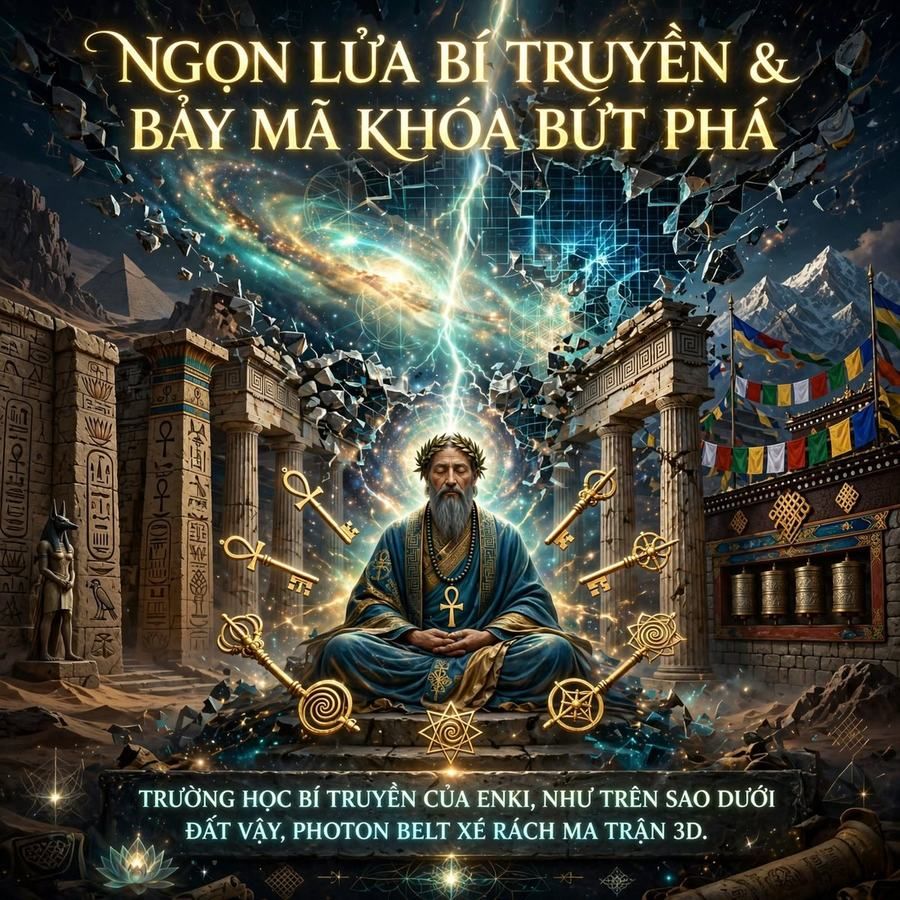 NGỌN LỬA BÍ TRUYỀN &
BẢY MÃ KHÓA BỨT PHÁ
TRƯỜNG HỌC BÍ TRUYỀN CỦA ENKI, NHƯ TRÊN SAO DƯỚI
ĐẤT VẬY, PHOTON BELT XÉ RÁCH MA TRẬN 3D.